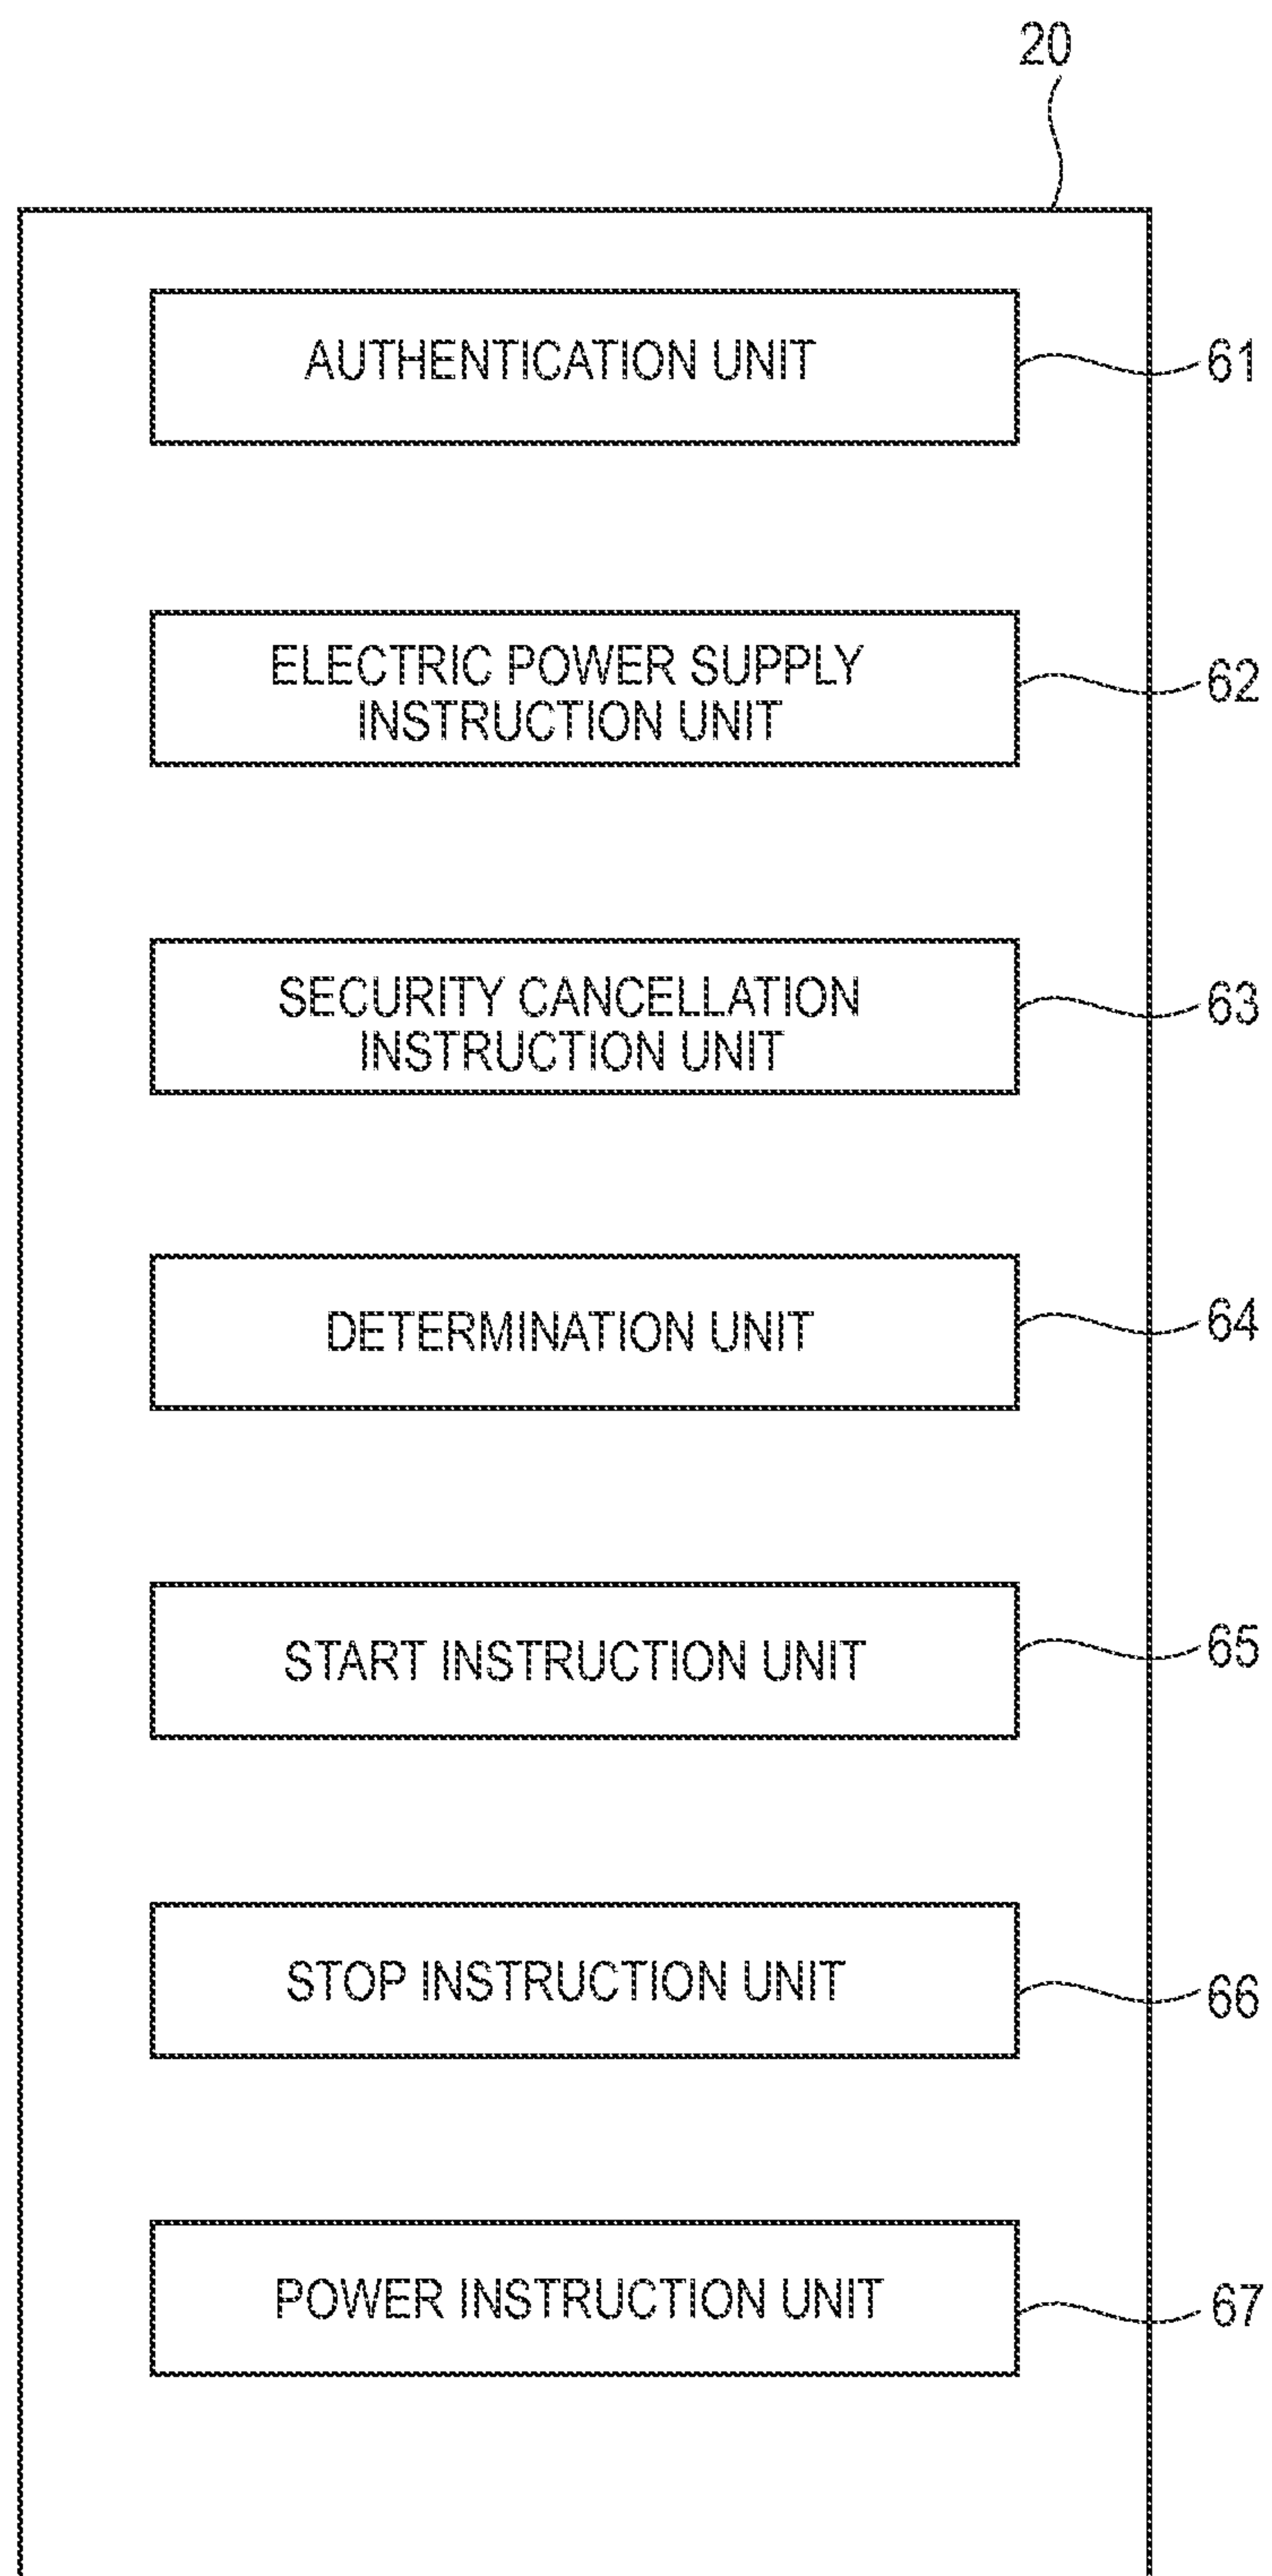 20
AUTHENTICATION UNIT
61
ELECTRIC POWER SUPPLY
INSTRUCTION UNIT
62
SECURITY CANCELLATION
INSTRUCTION UNIT
63
DETERMINATION UNIT
64
START INSTRUCTION UNIT
65
STOP INSTRUCTION UNIT
66
POWER INSTRUCTION UNIT
67